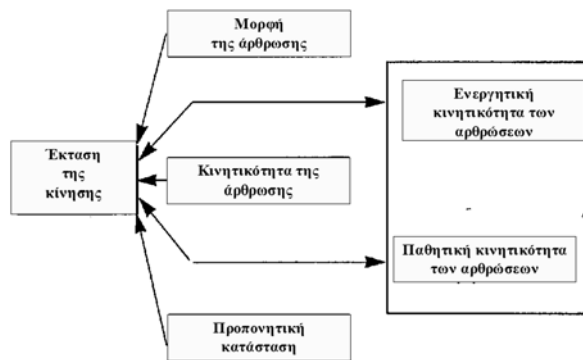 Μορφή
της άρθρωσης
Ενεργητική
κινητικότητα των
αρθρώσεων
Έκταση
της
κίνησης
Κινητικότητα της
άρθρωσης
Παθητική κινητικότητα
των αρθρώσεων
Προπονητική
κατάσταση